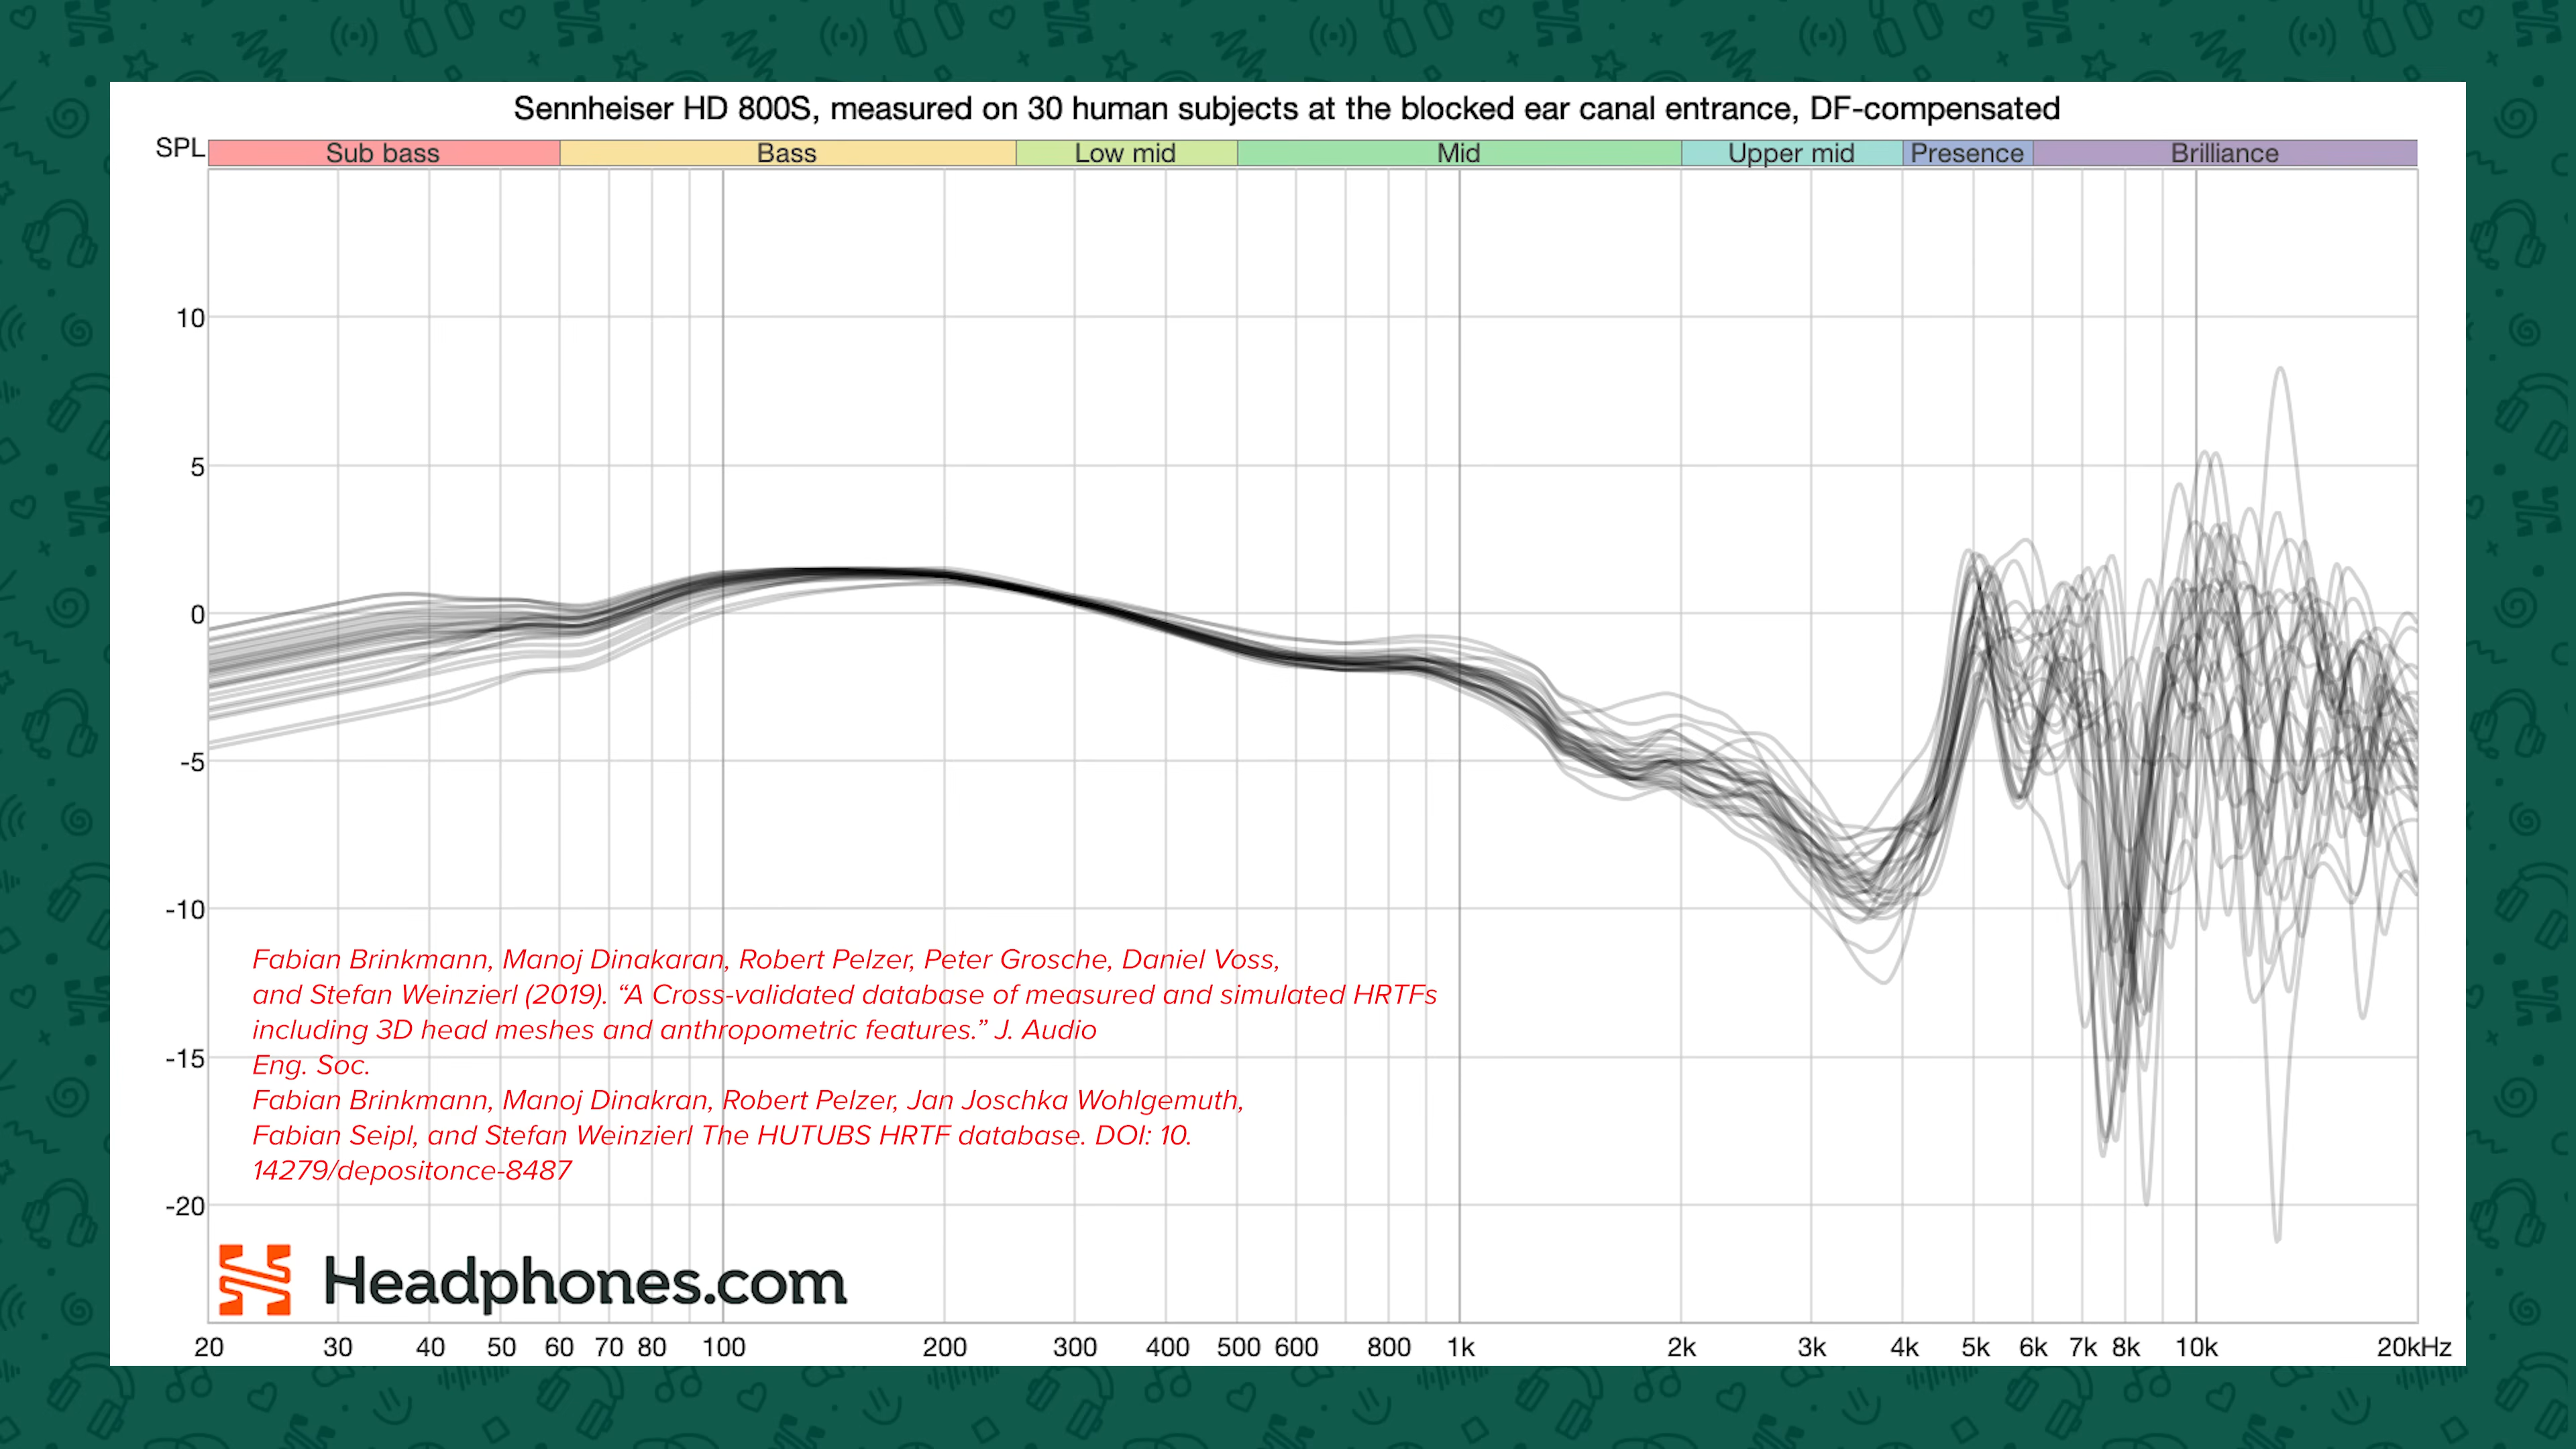 Sennheiser HD 800S, measured on 30 human subjects at the blocked ear canal entrance, DF-compensated
SPL
Sub bass Bass Low mid Mid Upper mid Presence Brilliance
10
5
0
-5
-10
-15
-20
Fabian Brinkmann, Manoj Dinakaran, Robert Pelzer, Peter Grosche, Daniel Voss,
and Stefan Weinzierl (2019). “A Cross-validated database of measured and simulated HRTFs
including 3D head meshes and anthropometric features.” J. Audio
Eng. Soc.
Fabian Brinkmann, Manoj Dinakran, Robert Pelzer, Jan Joschka Wohlgemuth,
Fabian Seipl, and Stefan Weinzierl The HUTUBS HRTF database. DOI: 10.
14279/depositonce-8487
Headphones.com
20 30 40 50 60 70 80 100 200 300 400 500 600 800 1k 2k 3k 4k 5k 6k 7k 8k 10k 20kHz